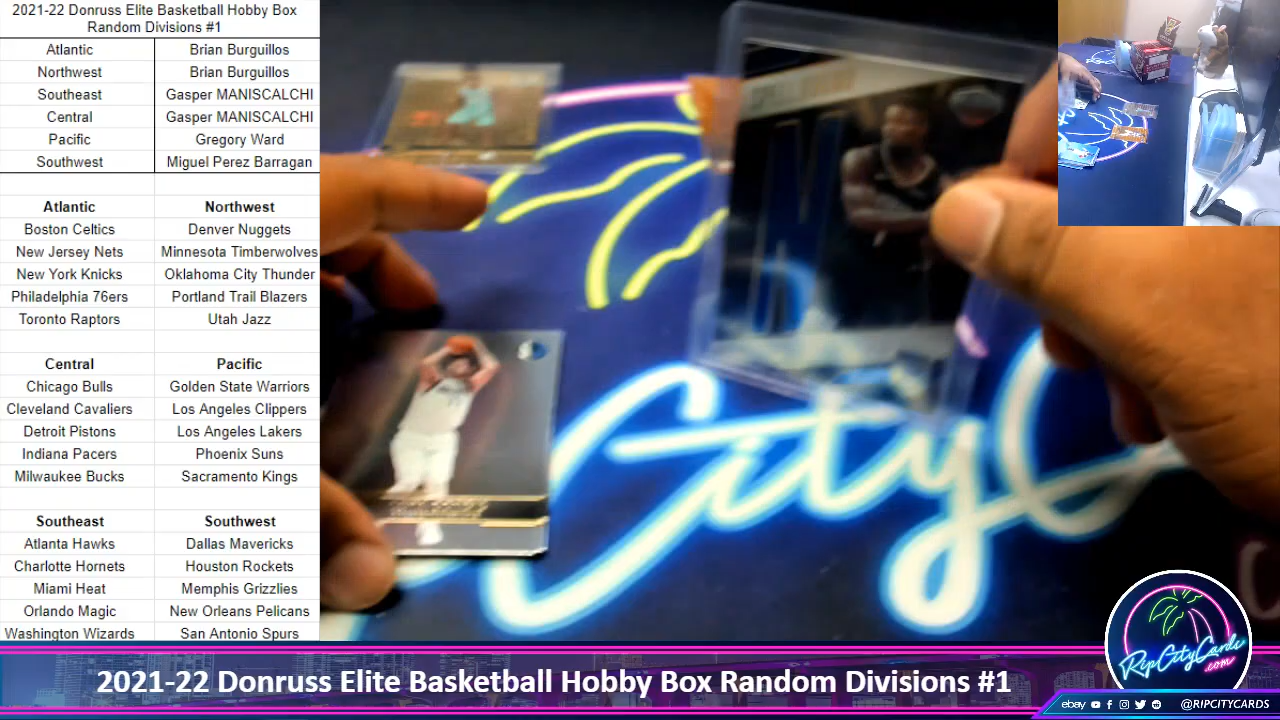 2021-22 Donruss Elite Basketball Hobby Box
Random Divisions #1
Atlantic Brian Burguillos
Northwest Brian Burguillos
Southeast Gasper MANISCALCHI
Central Gasper MANISCALCHI
Pacific Gregory Ward
Southwest Miguel Perez Barragan
Atlantic Northwest
Boston Celtics Denver Nuggets
New Jersey Nets Minnesota Timberwolves
New York Knicks Oklahoma City Thunder
Philadelphia 76ers Portland Trail Blazers
Toronto Raptors Utah Jazz
Central Pacific
Chicago Bulls Golden State Warriors
Cleveland Cavaliers Los Angeles Clippers
Detroit Pistons Los Angeles Lakers
Indiana Pacers Phoenix Suns
Milwaukee Bucks Sacramento Kings
Southeast Southwest
Atlanta Hawks Dallas Mavericks
Charlotte Hornets Houston Rockets
Miami Heat Memphis Grizzlies
Orlando Magic New Orleans Pelicans
Washington Wizards San Antonio Spurs
City
RipCityCards
.com
2021-22 Donruss Elite Basketball Hobby Box Random Divisions #1
ebay @RIPCITYCARDS